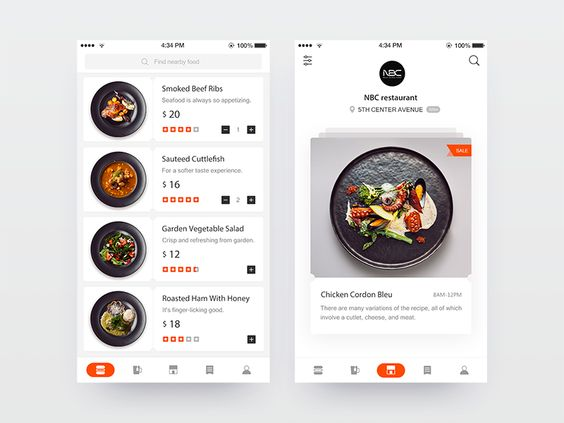 4:34 PM
100%
Find nearby food
Smoked Beef Ribs
Seafood is always so appetizing.
$ 20
1
Sauteed Cuttlefish
For a softer taste experience.
$ 16
2
Garden Vegetable Salad
Crisp and refreshing from garden.
$ 12
Roasted Ham With Honey
It's finger-licking good.
$ 18
4:34 PM
100%
NBC
NBC restaurant
5TH CENTER AVENUE
SALE
Chicken Cordon Bleu
8AM-12PM
There are many variations of the recipe, all of which
involve a cutlet, cheese, and meat.